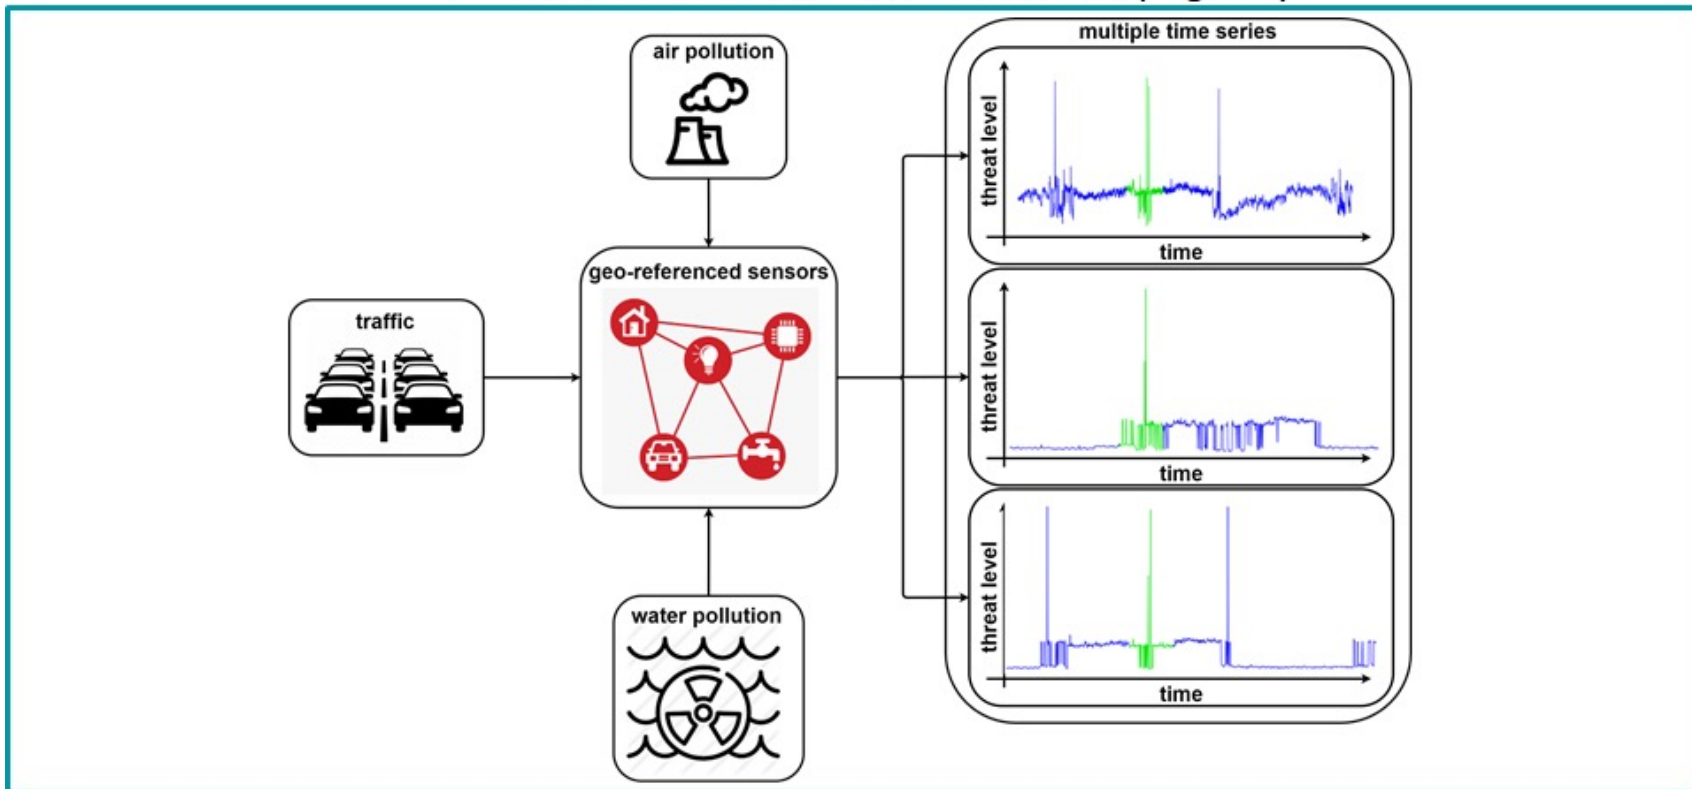 air pollution
multiple time series
threat level
time
geo-referenced sensors
traffic
threat level
time
water pollution
threat level
time